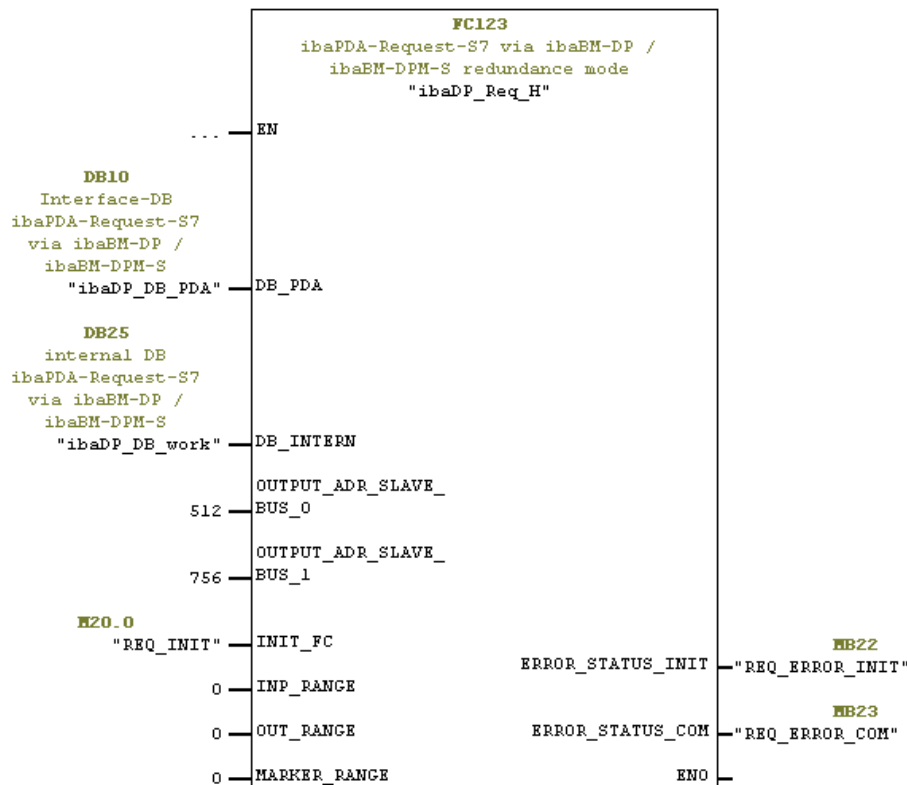 FC123
ibaPDA-Request-S7 via ibaBM-DP /
ibaBM-DPM-S redundance mode
"ibaDP_Req_H"
... EN
DB10
Interface-DB
ibaPDA-Request-S7
via ibaBM-DP /
ibaBM-DPM-S
"ibaDP_DB_PDA" DB_PDA
DB25
internal DB
ibaPDA-Request-S7
via ibaBM-DP /
ibaBM-DPM-S
"ibaDP_DB_work" DB_INTERN
OUTPUT_ADR_SLAVE_
512 BUS_0
OUTPUT_ADR_SLAVE_
756 BUS_1
M20.0
"REQ_INIT" INIT_FC
MB22
ERROR_STATUS_INIT "REQ_ERROR_INIT"
0 INP_RANGE
MB23
0 OUT_RANGE ERROR_STATUS_COM "REQ_ERROR_COM"
0 MARKER_RANGE ENO